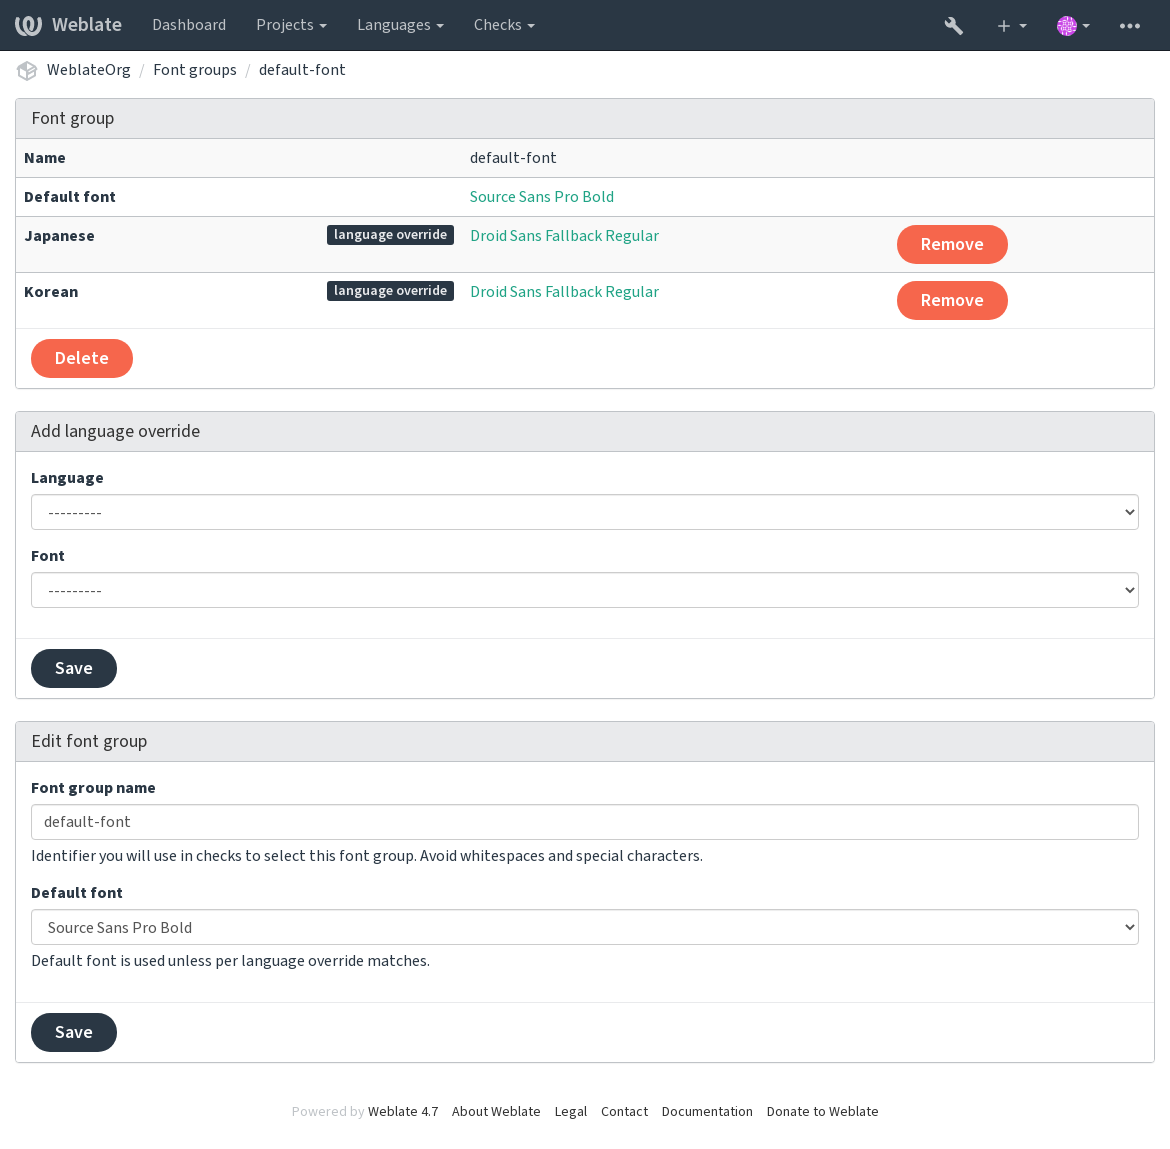 Weblate Dashboard Projects Languages Checks
WeblateOrg / Font groups / default-font
Font group
Name default-font
Default font Source Sans Pro Bold
Japanese language override Droid Sans Fallback Regular Remove
Korean language override Droid Sans Fallback Regular Remove
Delete
Add language override
Language
---------
Font
---------
Save
Edit font group
Font group name
default-font
Identifier you will use in checks to select this font group. Avoid whitespaces and special characters.
Default font
Source Sans Pro Bold
Default font is used unless per language override matches.
Save
Powered by Weblate 4.7 About Weblate Legal Contact Documentation Donate to Weblate